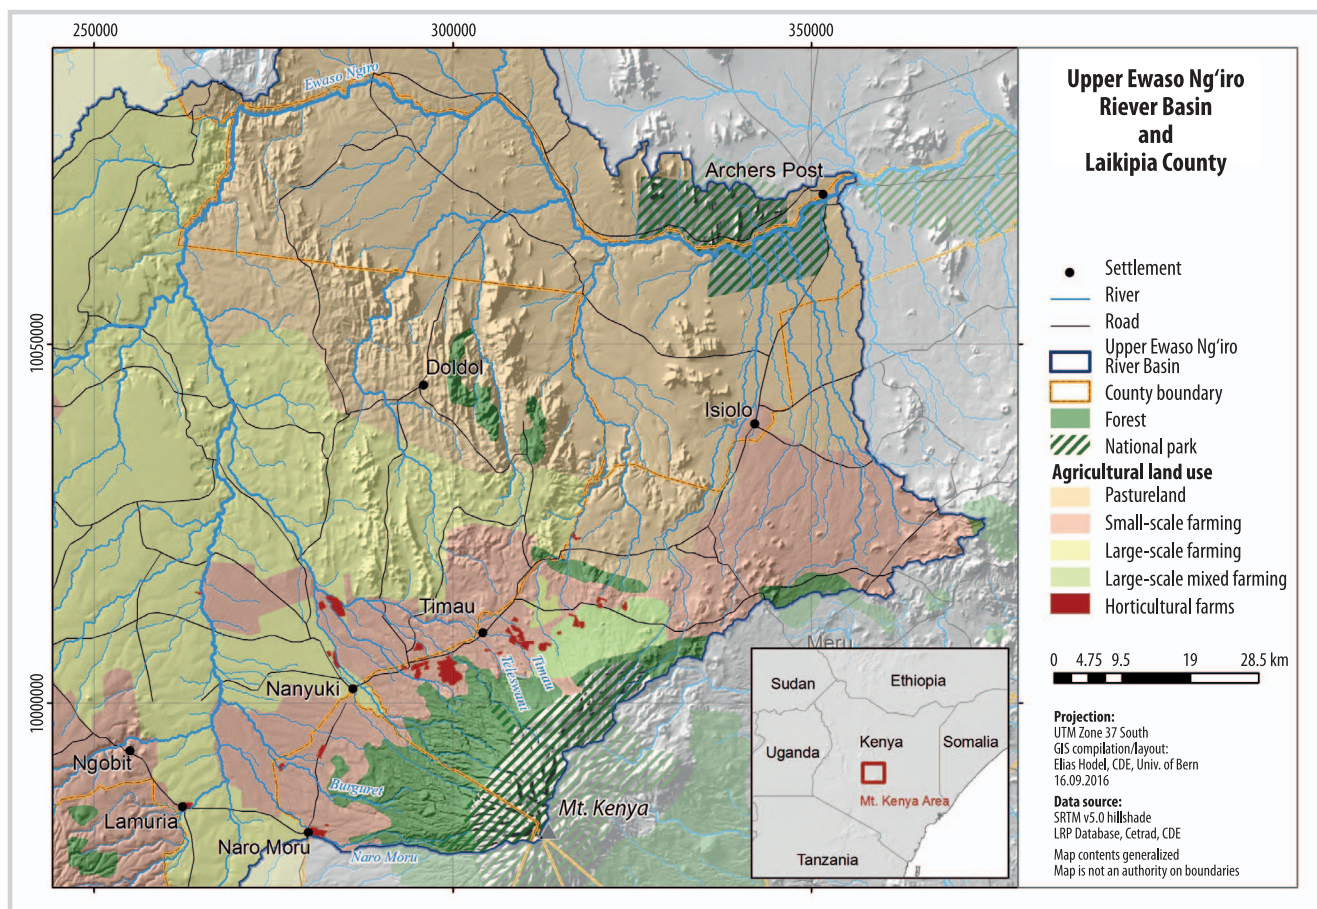 250000
300000
350000
10050000
10000000
Ewaso Ngiro
Archers Post
Doldol
Isiolo
Timau
Timau
Teleswani
Meru
Nanyuki
Ngobit
Burguret
Lamuria
Mt. Kenya
Naro Moru
Naro Moru
Sudan
Ethiopia
Uganda
Kenya
Somalia
Mt. Kenya Area
Tanzania
Upper Ewaso Ng‘iro
Riever Basin
and
Laikipia County
Settlement
River
Road
Upper Ewaso Ng‘iro
River Basin
County boundary
Forest
National park
Agricultural land use
Pastureland
Small-scale farming
Large-scale farming
Large-scale mixed farming
Horticultural farms
0 4.75 9.5 19 28.5 km
Projection:
UTM Zone 37 South
GIS compilation/layout:
Elias Hodel, CDE, Univ. of Bern
16.09.2016
Data source:
SRTM v5.0 hillshade
LRP Database, Cetrad, CDE
Map contents generalized
Map is not an authority on boundaries